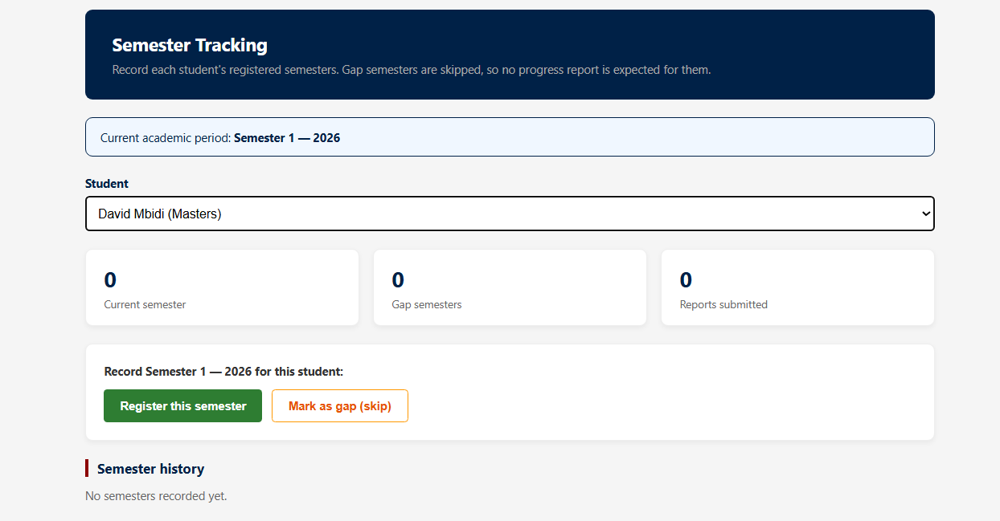 Semester Tracking
Record each student's registered semesters. Gap semesters are skipped, so no progress report is expected for them.
Current academic period: Semester 1 — 2026
Student
David Mbidi (Masters)
0
Current semester
0
Gap semesters
0
Reports submitted
Record Semester 1 — 2026 for this student:
Register this semester
Mark as gap (skip)
Semester history
No semesters recorded yet.